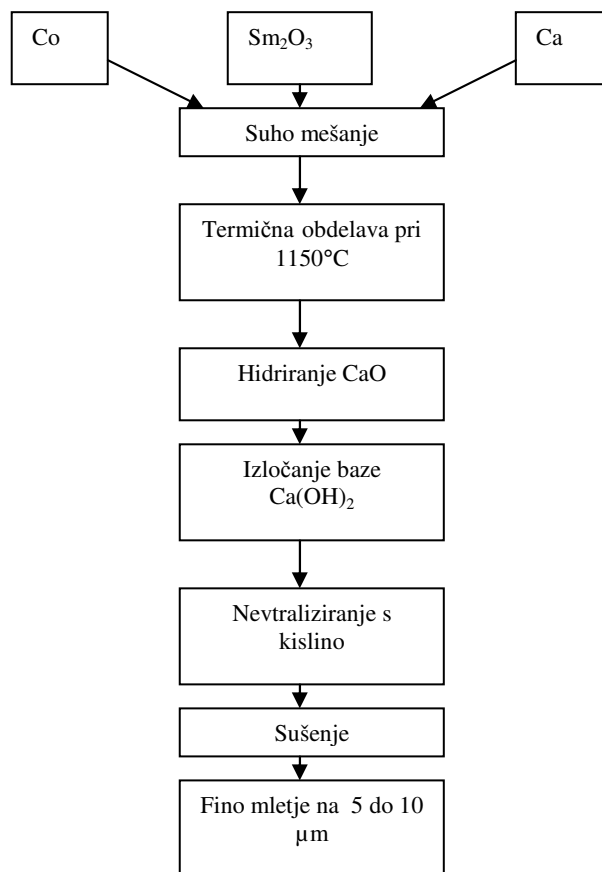 Co
Sm₂O₃
Ca
Suho mešanje
Termična obdelava pri
1150°C
Hidriranje CaO
Izločanje baze
Ca(OH)₂
Nevtraliziranje s
kislino
Sušenje
Fino mletje na 5 do 10
µm